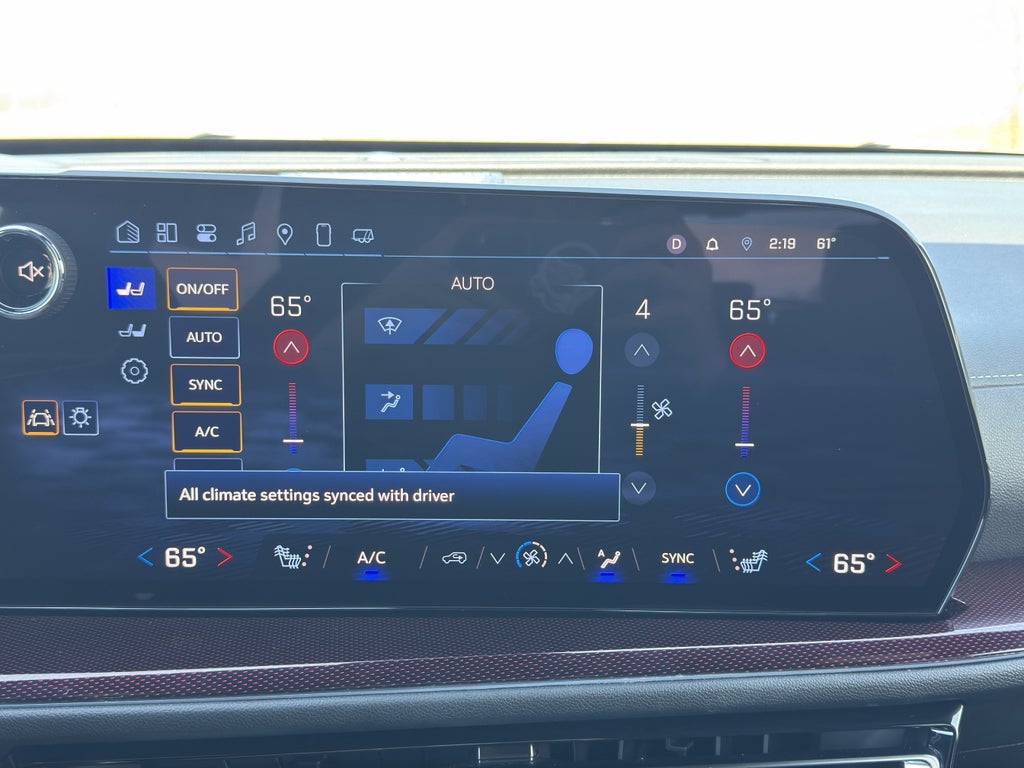 D 2:19 61°
AUTO
ON/OFF
65°
4
65°
AUTO
SYNC
A/C
All climate settings synced with driver
65° A/C A SYNC 65°